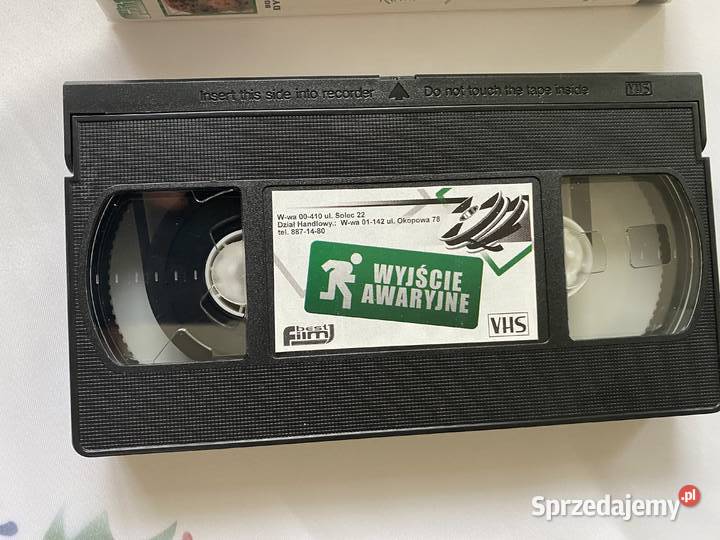 Insert this side into recorder Do not touch the tape inside VHS
W-wa 00-410 ul. Solec 22
Dział Handlowy.: W-wa 01-142 ul. Okopowa 78
tel. 887-14-80
WYJŚCIE
AWARYJNE
best
film
VHS
Sprzedajemy.pl